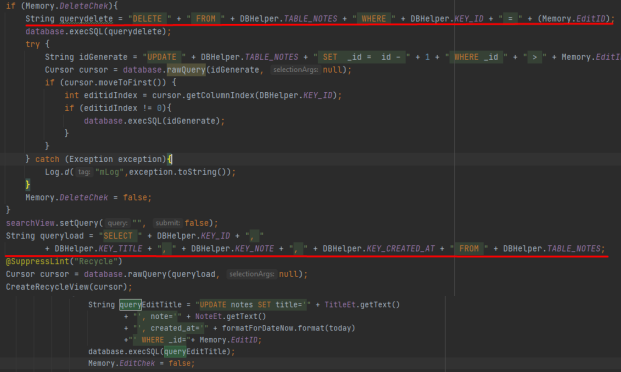 if (Memory.DeleteChek){
String querydelete = "DELETE " + " FROM " + DBHelper.TABLE_NOTES + " WHERE " + DBHelper.KEY_ID + " = " + (Memory.EditID);
database.execSQL(querydelete);
try {
String idGenerate = "UPDATE " + DBHelper.TABLE_NOTES + " SET _id = id - " + 1 + " WHERE _id " + " > " + Memory.EditI
Cursor cursor = database.rawQuery(idGenerate, selectionArgs: null);
if (cursor.moveToFirst()) {
int editidIndex = cursor.getColumnIndex(DBHelper.KEY_ID);
if (editidIndex != 0){
database.execSQL(idGenerate);
}
}
} catch (Exception exception){
Log.d( tag: "mLog",exception.toString());
}
Memory.DeleteChek = false;
}
searchView.setQuery( query: "", submit: false);
String queryload = "SELECT " + DBHelper.KEY_ID + ", "
+ DBHelper.KEY_TITLE + ", " + DBHelper.KEY_NOTE + ", " + DBHelper.KEY_CREATED_AT + " FROM " + DBHelper.TABLE_NOTES;
@SuppressLint("Recycle")
Cursor cursor = database.rawQuery(queryload, selectionArgs: null);
CreateRecycleView(cursor);
String queryEditTitle = "UPDATE notes SET title='" + TitleEt.getText()
+ "', note='" + NoteEt.getText()
+ "', created_at='" + formatForDateNow.format(today)
+"' WHERE _id="+ Memory.EditID;
database.execSQL(queryEditTitle);
Memory.EditChek = false;